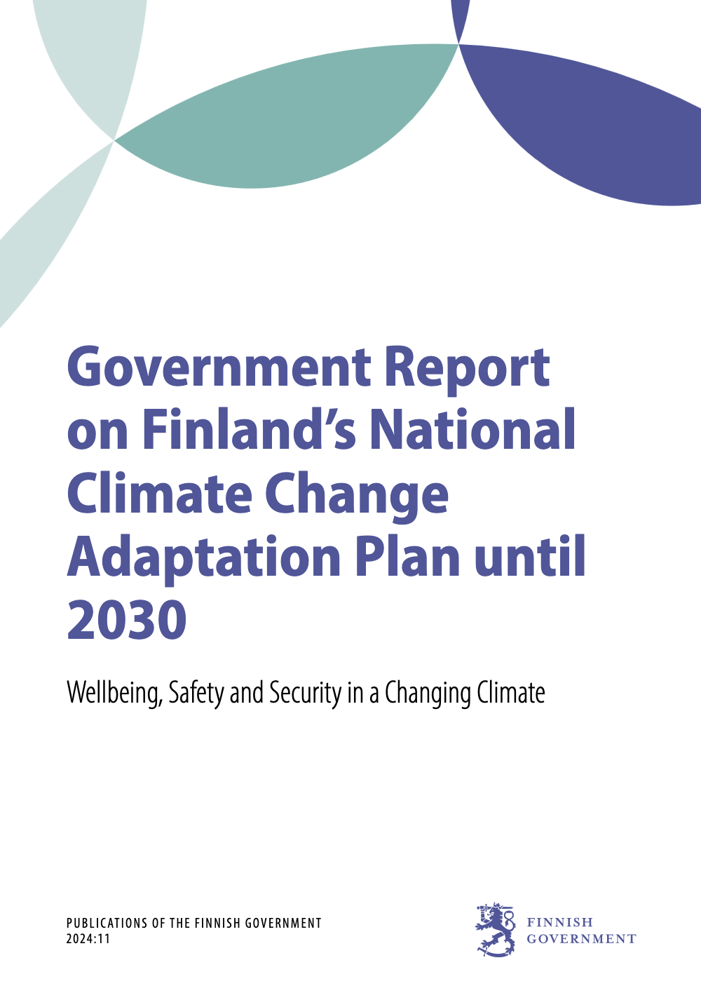 Government Report
on Finland’s National
Climate Change
Adaptation Plan until
2030
Wellbeing, Safety and Security in a Changing Climate
PUBLICATIONS OF THE FINNISH GOVERNMENT
2024:11
FINNISH
GOVERNMENT